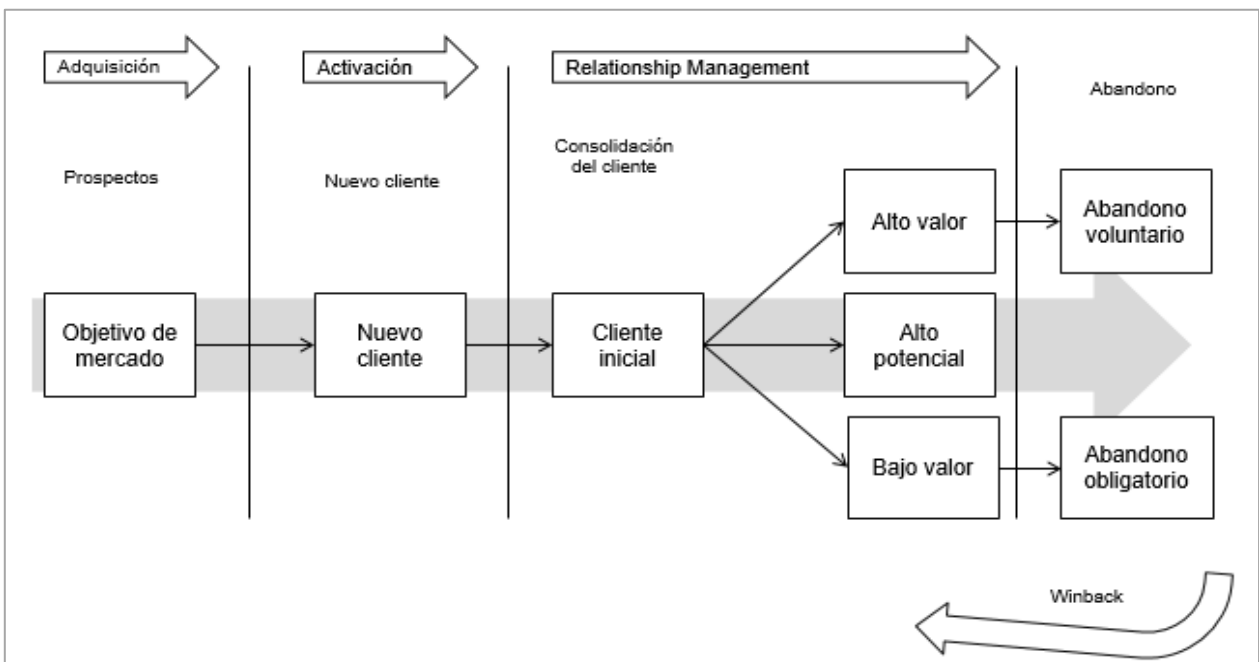 Adquisición
Activación
Relationship Management
Abandono
Prospectos
Nuevo cliente
Consolidación
del cliente
Alto valor
Abandono
voluntario
Objetivo de
mercado
Nuevo
cliente
Cliente
inicial
Alto
potencial
Bajo valor
Abandono
obligatorio
Winback